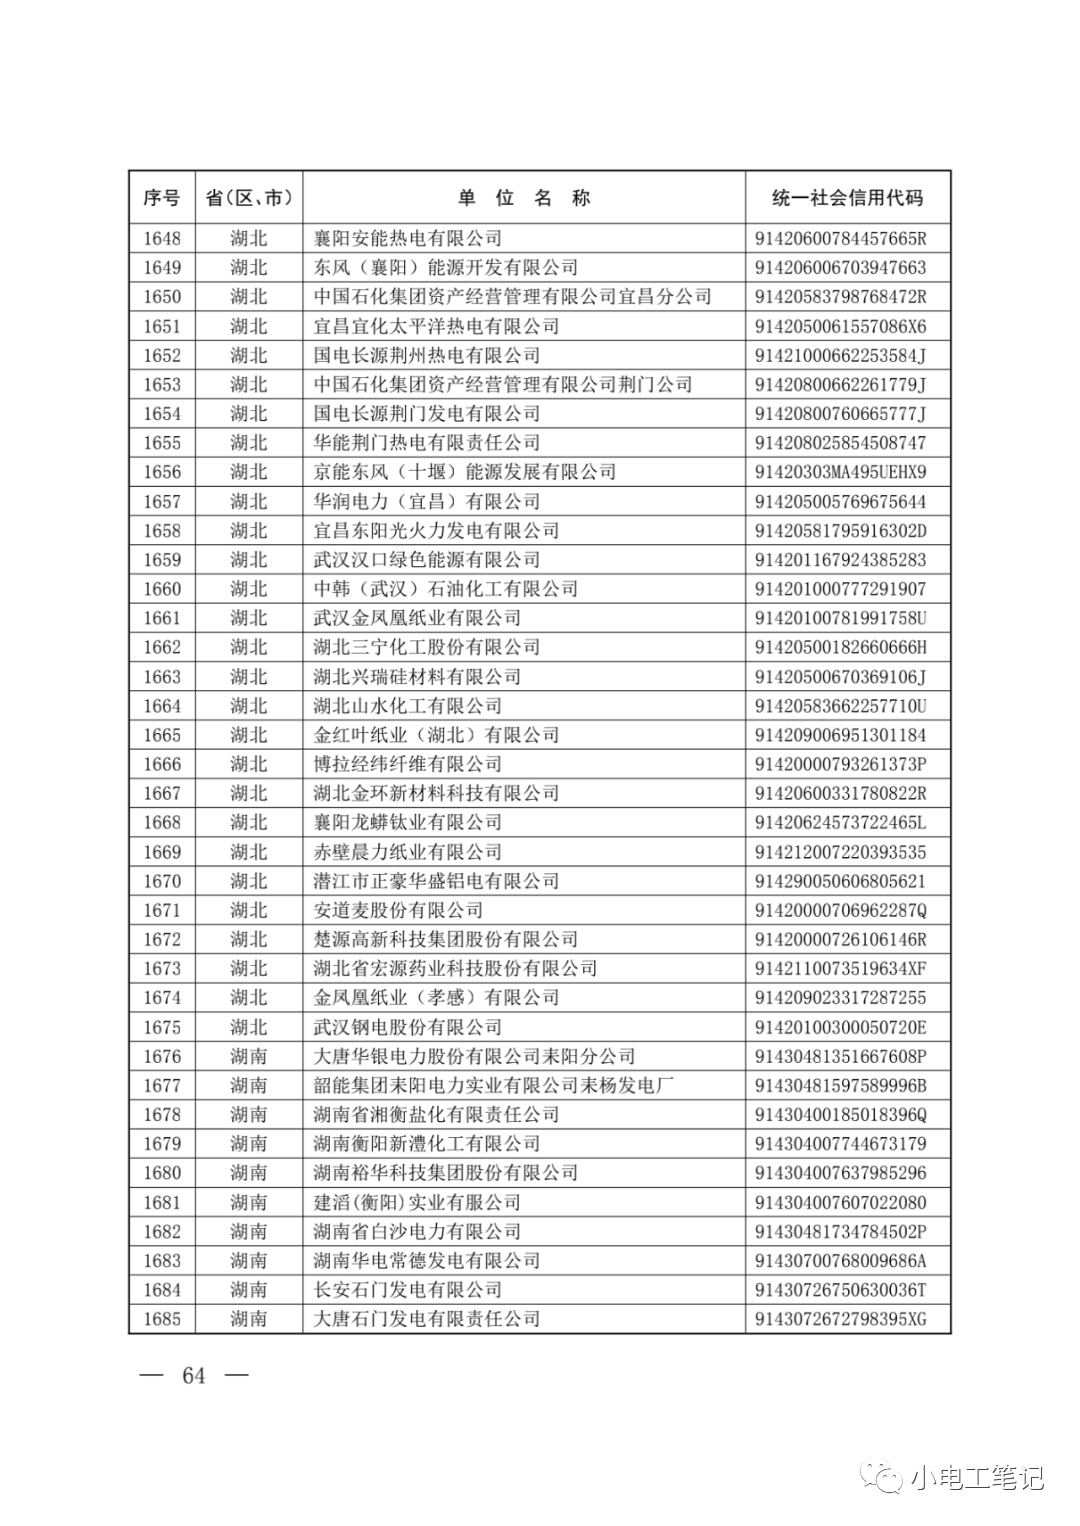 序号 省(区、市) 单位名称 统一社会信用代码
1648 湖北 襄阳安能热电有限公司 91420600784457665R
1649 湖北 东风（襄阳）能源开发有限公司 914206006703947663
1650 湖北 中国石化集团资产经营管理有限公司宜昌分公司 91420583798768472R
1651 湖北 宜昌宜化太平洋热电有限公司 9142050061557086X6
1652 湖北 国电长源荆州热电有限公司 91421000662253584J
1653 湖北 中国石化集团资产经营管理有限公司荆门公司 91420800662261779J
1654 湖北 国电长源荆门发电有限公司 91420800760665777J
1655 湖北 华能荆门热电有限责任公司 914208025854508747
1656 湖北 京能东风（十堰）能源发展有限公司 91420303MA495UEHX9
1657 湖北 华润电力（宜昌）有限公司 914205005769675644
1658 湖北 宜昌东阳光火力发电有限公司 91420581795916302D
1659 湖北 武汉汉口绿色能源有限公司 914201167924385283
1660 湖北 中韩（武汉）石油化工有限公司 914201000777291907
1661 湖北 武汉金凤凰纸业有限公司 91420100781991758U
1662 湖北 湖北三宁化工股份有限公司 91420500182660666H
1663 湖北 湖北兴瑞硅材料有限公司 91420500670369106J
1664 湖北 湖北山水化工有限公司 91420583662257710U
1665 湖北 金红叶纸业（湖北）有限公司 914209006951301184
1666 湖北 博拉经纬纤维有限公司 91420000793261373P
1667 湖北 湖北金环新材料科技有限公司 91420600331780822R
1668 湖北 襄阳龙蟒钛业有限公司 91420624573722465L
1669 湖北 赤壁晨力纸业有限公司 914212007220393535
1670 湖北 潜江市正豪华盛铝电有限公司 914290050606805621
1671 湖北 安道麦股份有限公司 91420000706962287Q
1672 湖北 楚源高新科技集团股份有限公司 91420000726106146R
1673 湖北 湖北省宏源药业科技股份有限公司 9142110073519634XF
1674 湖北 金凤凰纸业（孝感）有限公司 914209023317287255
1675 湖北 武汉钢电股份有限公司 91420100300050720E
1676 湖南 大唐华银电力股份有限公司耒阳分公司 91430481351667608P
1677 湖南 韶能集团耒阳电力实业有限公司耒杨发电厂 91430481597589996B
1678 湖南 湖南省湘衡盐化有限责任公司 91430400185018396Q
1679 湖南 湖南衡阳新澧化工有限公司 914304007744673179
1680 湖南 湖南裕华科技集团股份有限公司 914304007637985296
1681 湖南 建滔(衡阳)实业有服公司 914304007607022080
1682 湖南 湖南省白沙电力有限公司 91430481734784502P
1683 湖南 湖南华电常德发电有限公司 91430700768009686A
1684 湖南 长安石门发电有限公司 91430726750630036T
1685 湖南 大唐石门发电有限责任公司 9143072672798395XG
— 64 —
小电工笔记